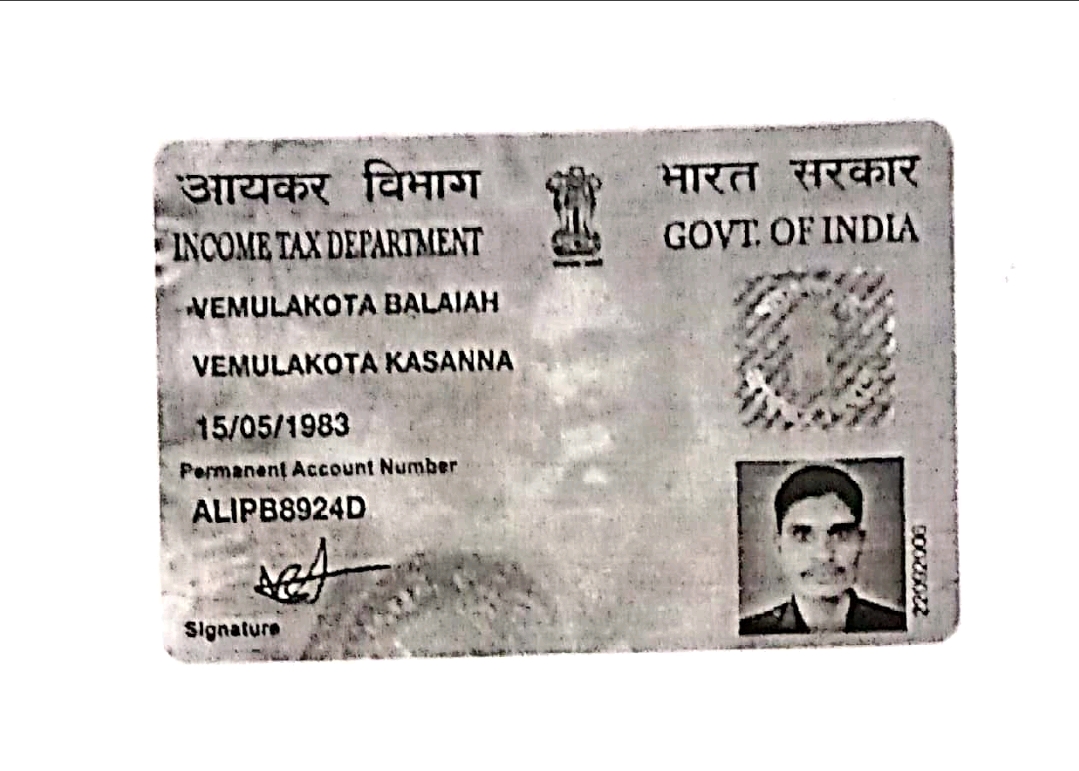 आयकर विभाग
INCOME TAX DEPARTMENT
भारत सरकार
GOVT. OF INDIA
VEMULAKOTA BALAIAH
VEMULAKOTA KASANNA
15/05/1983
Permanent Account Number
ALIPB8924D
Signature